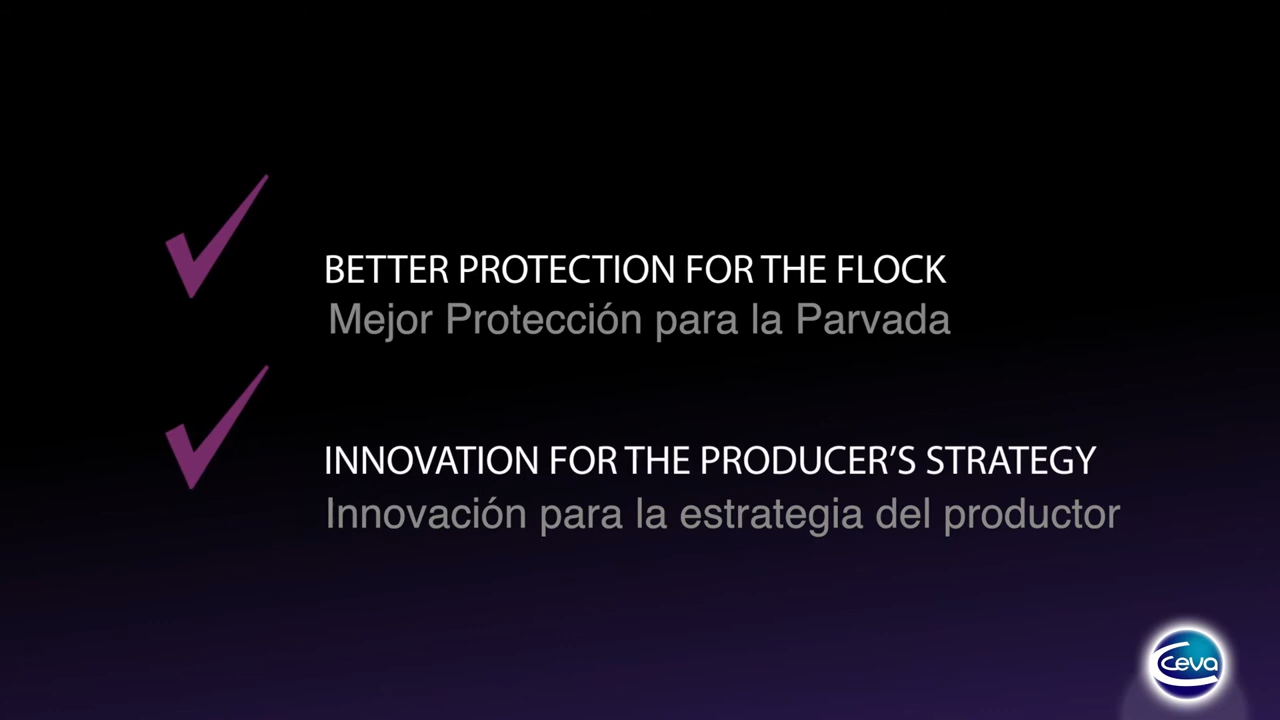 BETTER PROTECTION FOR THE FLOCK
Mejor Protección para la Parvada
INNOVATION FOR THE PRODUCER’S STRATEGY
Innovación para la estrategia del productor
Ceva